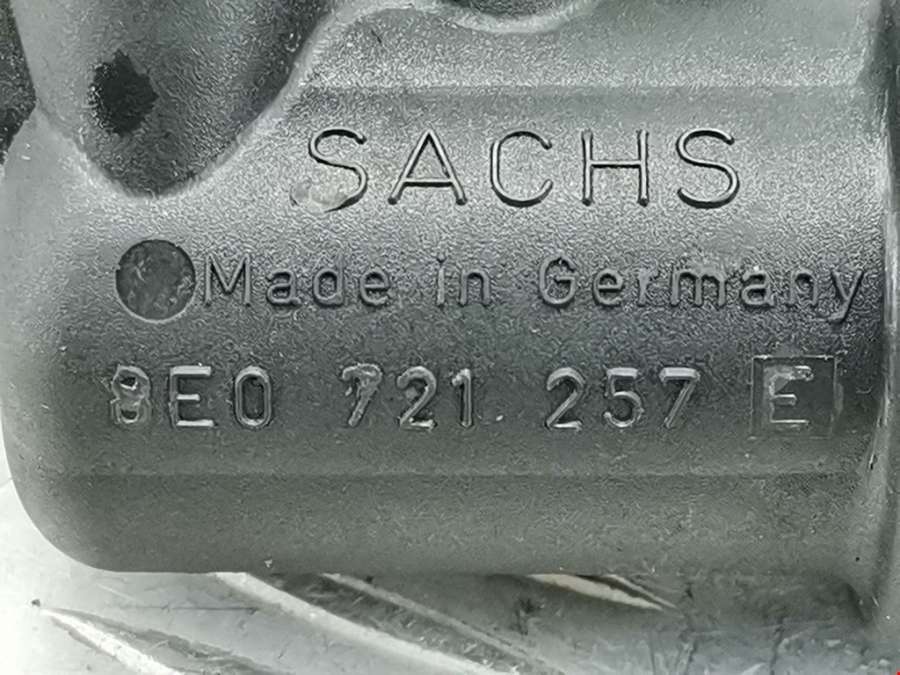 SACHS
Made in Germany
8E0 721 257 E